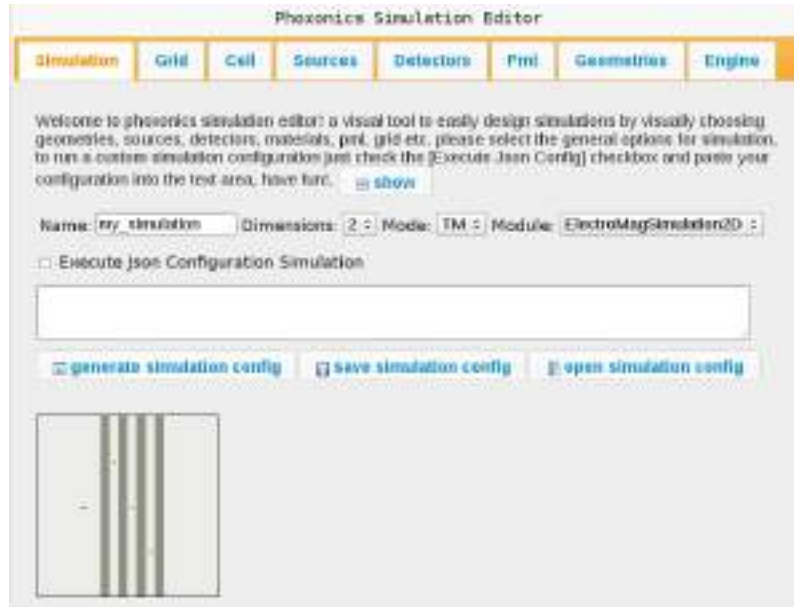 Phoxonics Simulation Editor
Simulation Grid Cell Sources Detectors Pml Geometries Engine
Welcome to phoxonics simulation editor: a visual tool to easily design simulations by visually choosing
geometries, sources, detectors, materials, pml, grid etc. please select the general options for simulation,
to run a custom simulation configuration just check the [Execute Json Config] checkbox and paste your
configuration into the text area, have fun!. show
Name: my_simulation Dimensions: 2 Mode: TM Module: ElectroMagSimulation2D
Execute Json Configuration Simulation
generate simulation config save simulation config open simulation config